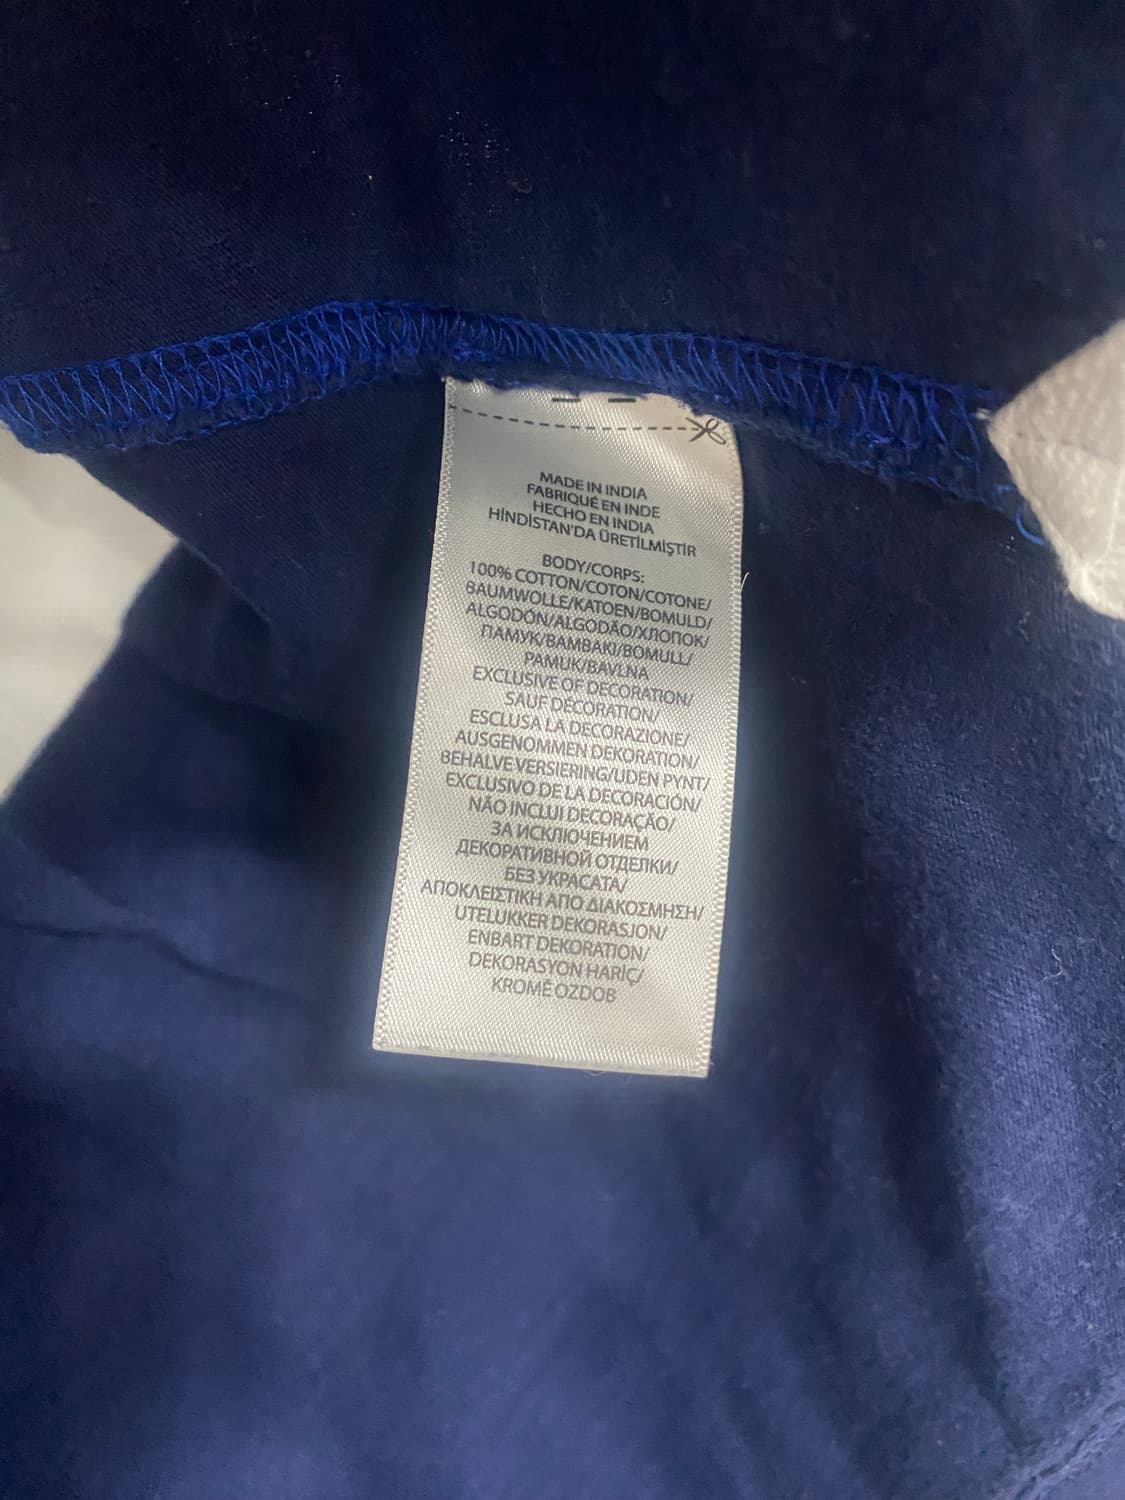 MADE IN INDIA
FABRIQUÉ EN INDE
HECHO EN INDIA
HİNDİSTAN'DA ÜRETİLMİŞTİR
BODY/CORPS:
100% COTTON/COTON/COTONE/
BAUMWOLLE/KATOEN/BOMULD/
ALGODÓN/ALGODÃO/ХЛОПОК/
ПАМУК/BAMBAKI/BOMULL/
PAMUK/BAVLNA
EXCLUSIVE OF DECORATION/
SAUF DÉCORATION/
ESCLUSA LA DECORAZIONE/
AUSGENOMMEN DEKORATION/
BEHALVE VERSIERING/UDEN PYNT/
EXCLUSIVO DE LA DECORACIÓN/
NÃO INCLUI DECORAÇÃO/
ЗА ИСКЛЮЧЕНИЕМ
ДЕКОРАТИВНОЙ ОТДЕЛКИ/
БЕЗ УКРАСАТА/
ΑΠΟΚΛΕΙΣΤΙΚΗ ΑΠΟ ΔΙΑΚΟΣΜΗΣΗ/
UTELUKKER DEKORASJON/
ENBART DEKORATION/
DEKORASYON HARİÇ/
KROMĚ OZDOB